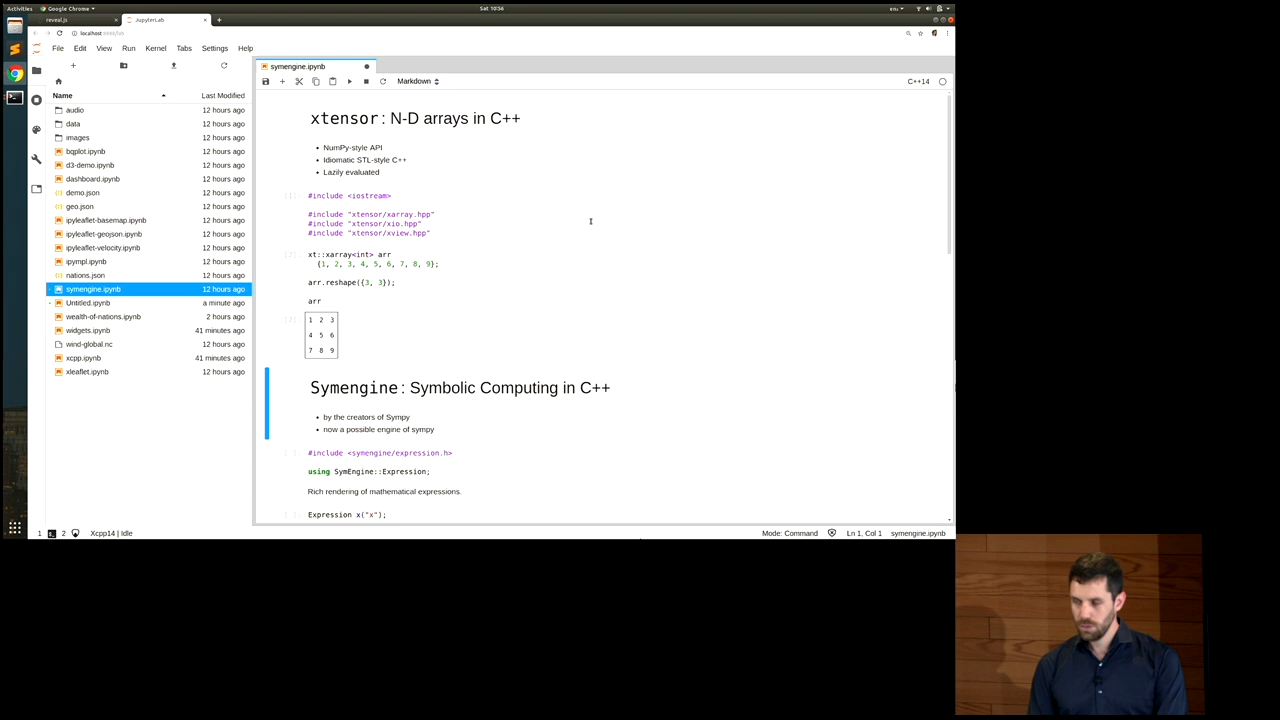 Activities
Google Chrome
Sat 10:56
en₂
reveal.js
JupyterLab
localhost:8888/lab
File Edit View Run Kernel Tabs Settings Help
symengine.ipynb
Markdown
C++14
Name Last Modified
audio 12 hours ago
data 12 hours ago
images 12 hours ago
bqplot.ipynb 12 hours ago
d3-demo.ipynb 12 hours ago
dashboard.ipynb 12 hours ago
demo.json 12 hours ago
geo.json 12 hours ago
ipyleaflet-basemap.ipynb 12 hours ago
ipyleaflet-geojson.ipynb 12 hours ago
ipyleaflet-velocity.ipynb 12 hours ago
ipympl.ipynb 12 hours ago
nations.json 12 hours ago
symengine.ipynb 12 hours ago
Untitled.ipynb a minute ago
wealth-of-nations.ipynb 2 hours ago
widgets.ipynb 41 minutes ago
wind-global.nc 12 hours ago
xcpp.ipynb 41 minutes ago
xleaflet.ipynb 12 hours ago
xtensor: N-D arrays in C++
• NumPy-style API
• Idiomatic STL-style C++
• Lazily evaluated
#include <iostream>
#include "xtensor/xarray.hpp"
#include "xtensor/xio.hpp"
#include "xtensor/xview.hpp"
xt::xarray<int> arr
{1, 2, 3, 4, 5, 6, 7, 8, 9};
arr.reshape({3, 3});
arr
1 2 3
4 5 6
7 8 9
Symengine: Symbolic Computing in C++
• by the creators of Sympy
• now a possible engine of sympy
[ ]: #include <symengine/expression.h>
using SymEngine::Expression;
Rich rendering of mathematical expressions.
[ ]: Expression x("x");
1 2 Xcpp14 | Idle
Mode: Command Ln 1, Col 1 symengine.ipynb